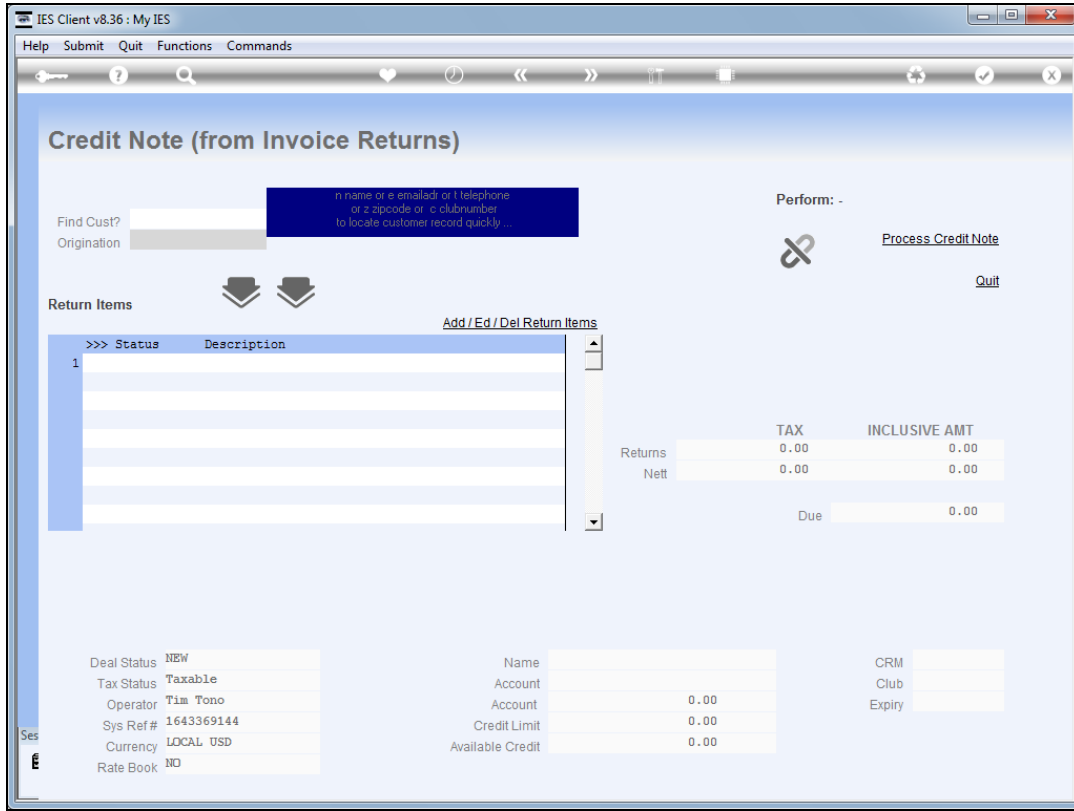 IES Client v8.36 : My IES
Help Submit Quit Functions Commands
Credit Note (from Invoice Returns)
n name or e emailadr or t telephone
or z zipcode or c clubnumber
to locate customer record quickly ...
Perform: -
Find Cust?
Origination
Process Credit Note
Quit
Return Items
Add / Ed / Del Return Items
>>> Status Description
1
TAX INCLUSIVE AMT
Returns 0.00 0.00
Nett 0.00 0.00
Due 0.00
Deal Status NEW Name CRM
Tax Status Taxable Account Club
Operator Tim Tono Account 0.00 Expiry
Sys Ref # 1643369144 Credit Limit 0.00
Currency LOCAL USD Available Credit 0.00
Rate Book NO
Ses